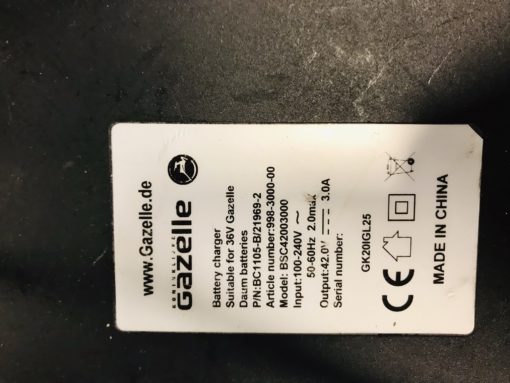 www.Gazelle.de
KONINKLIJKE
Gazelle
Battery charger
Suitable for 36V Gazelle
Daum batteries
P/N:BC1105-B/21969-2
Article number:998-3000-00
Model: BSC42003000
Input:100-240V ~
50-60Hz 2.0max
Output:42.0V ⎓ 3.0A
Serial number:
GK20IGL25
CE
MADE IN CHINA